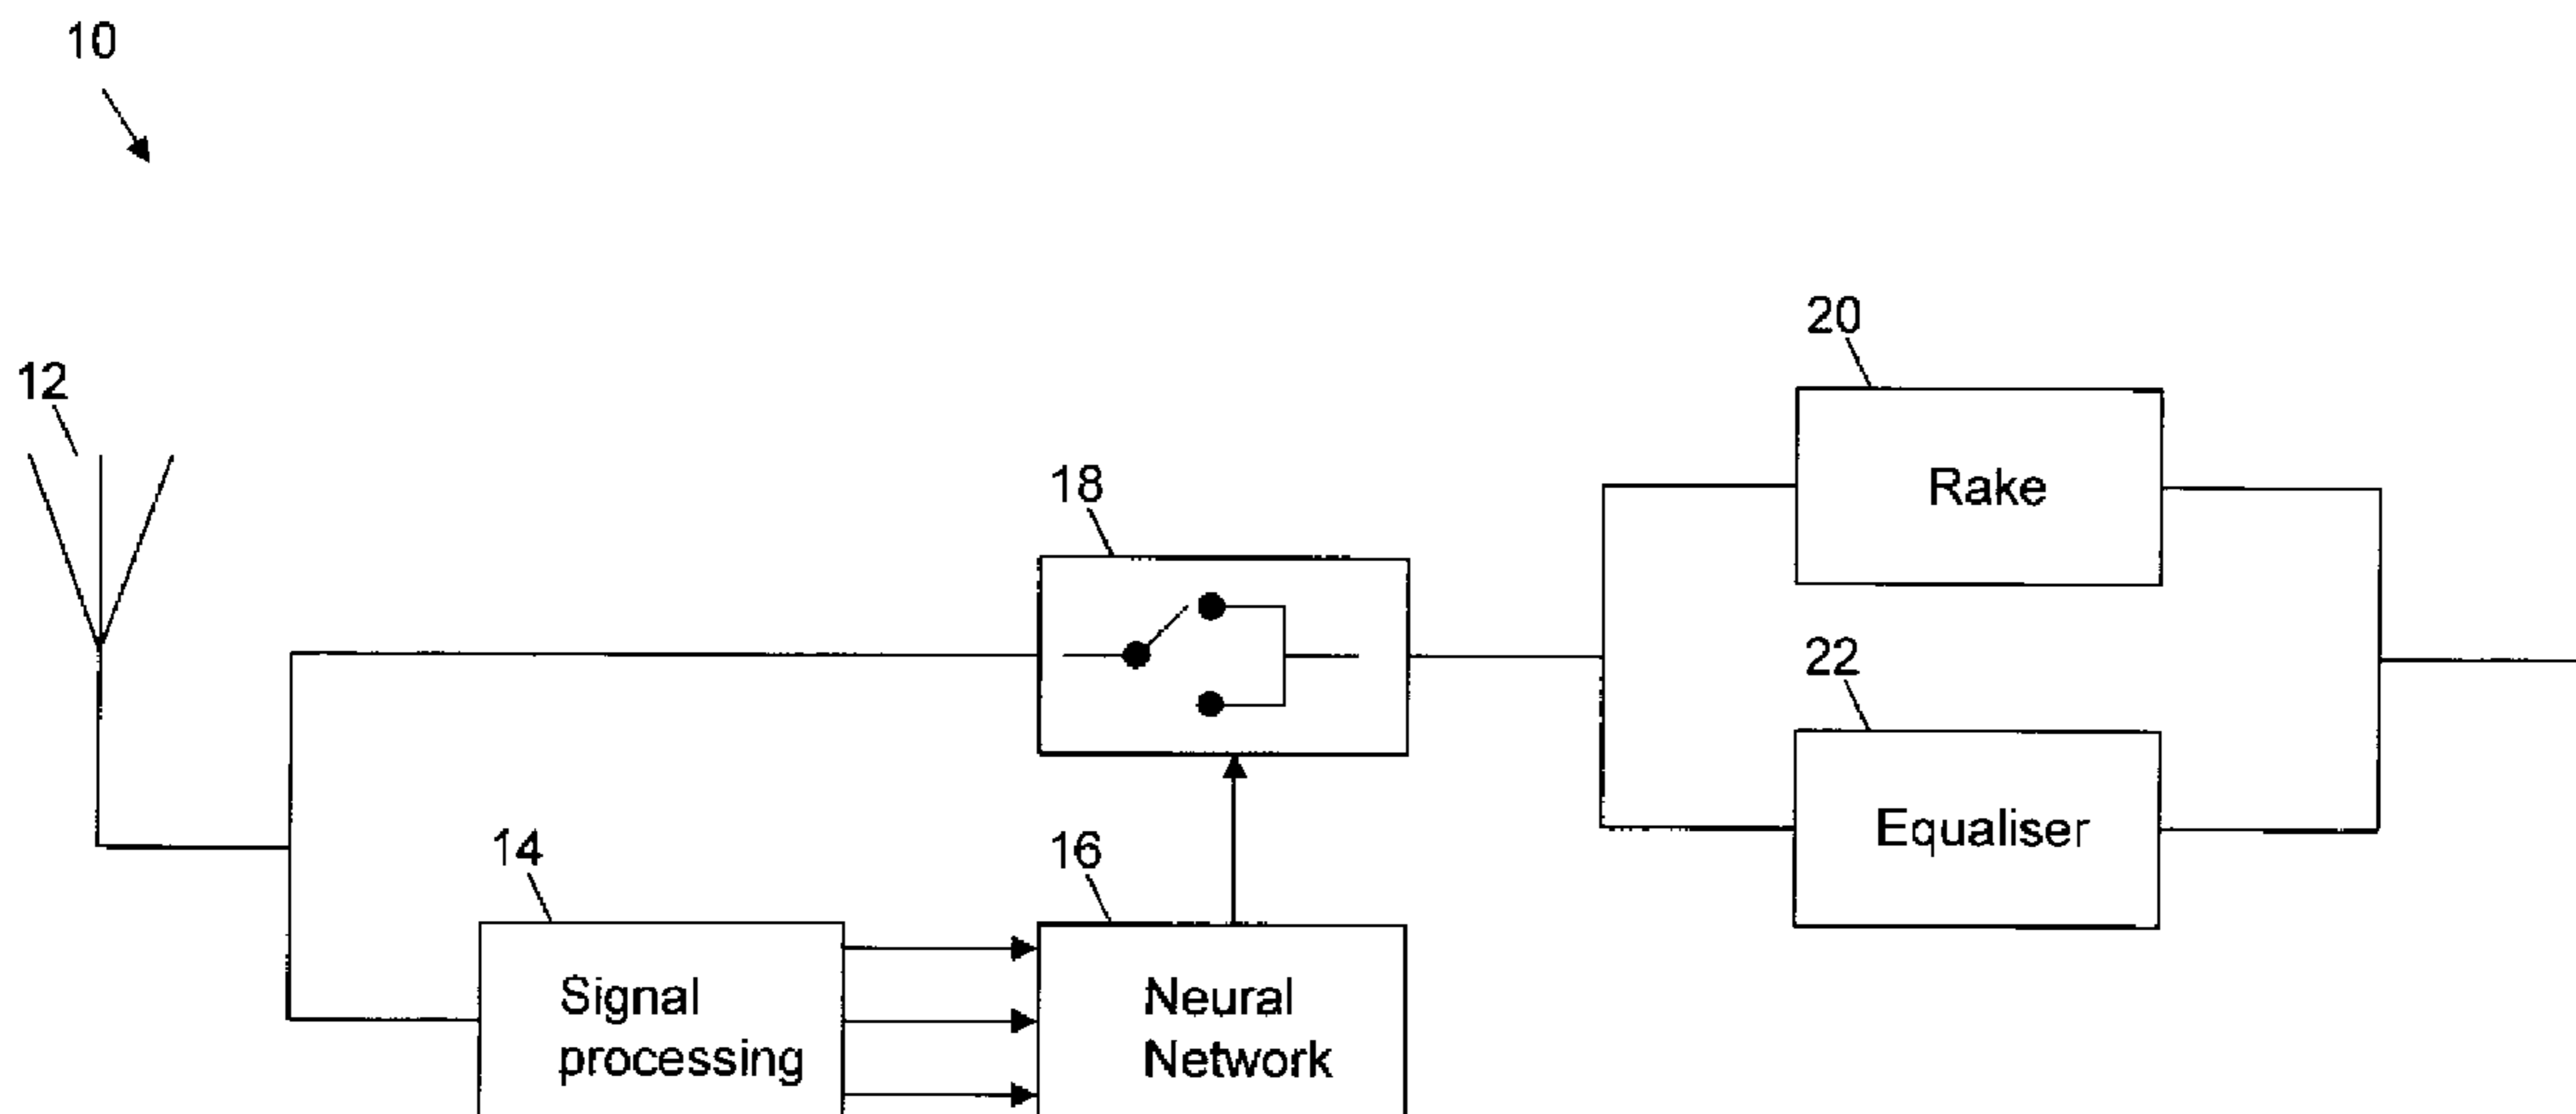 10
12
20
Rake
18
22
Equaliser
14
16
Signal
processing
Neural
Network